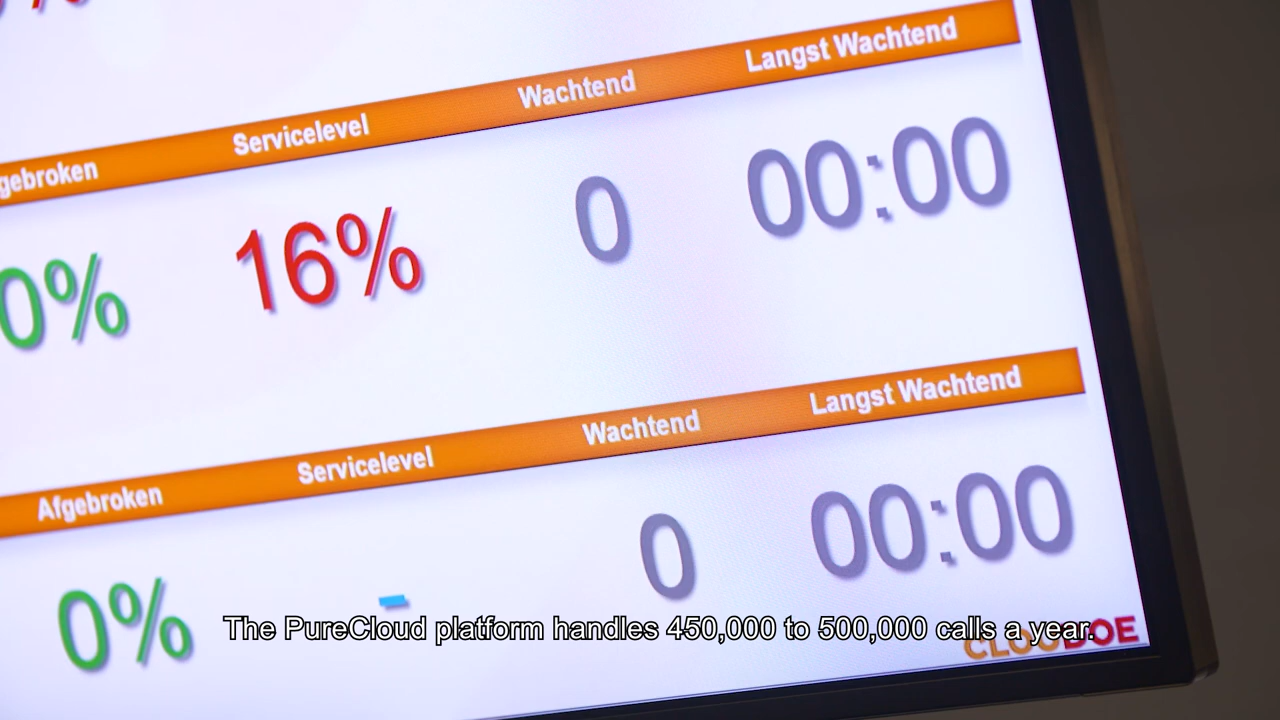 %
Servicelevel Wachtend Langst Wachtend
0% 16% 0 00:00
Afgebroken Servicelevel Wachtend Langst Wachtend
0% - 0 00:00
The PureCloud platform handles 450,000 to 500,000 calls a year.
CLOUDOE